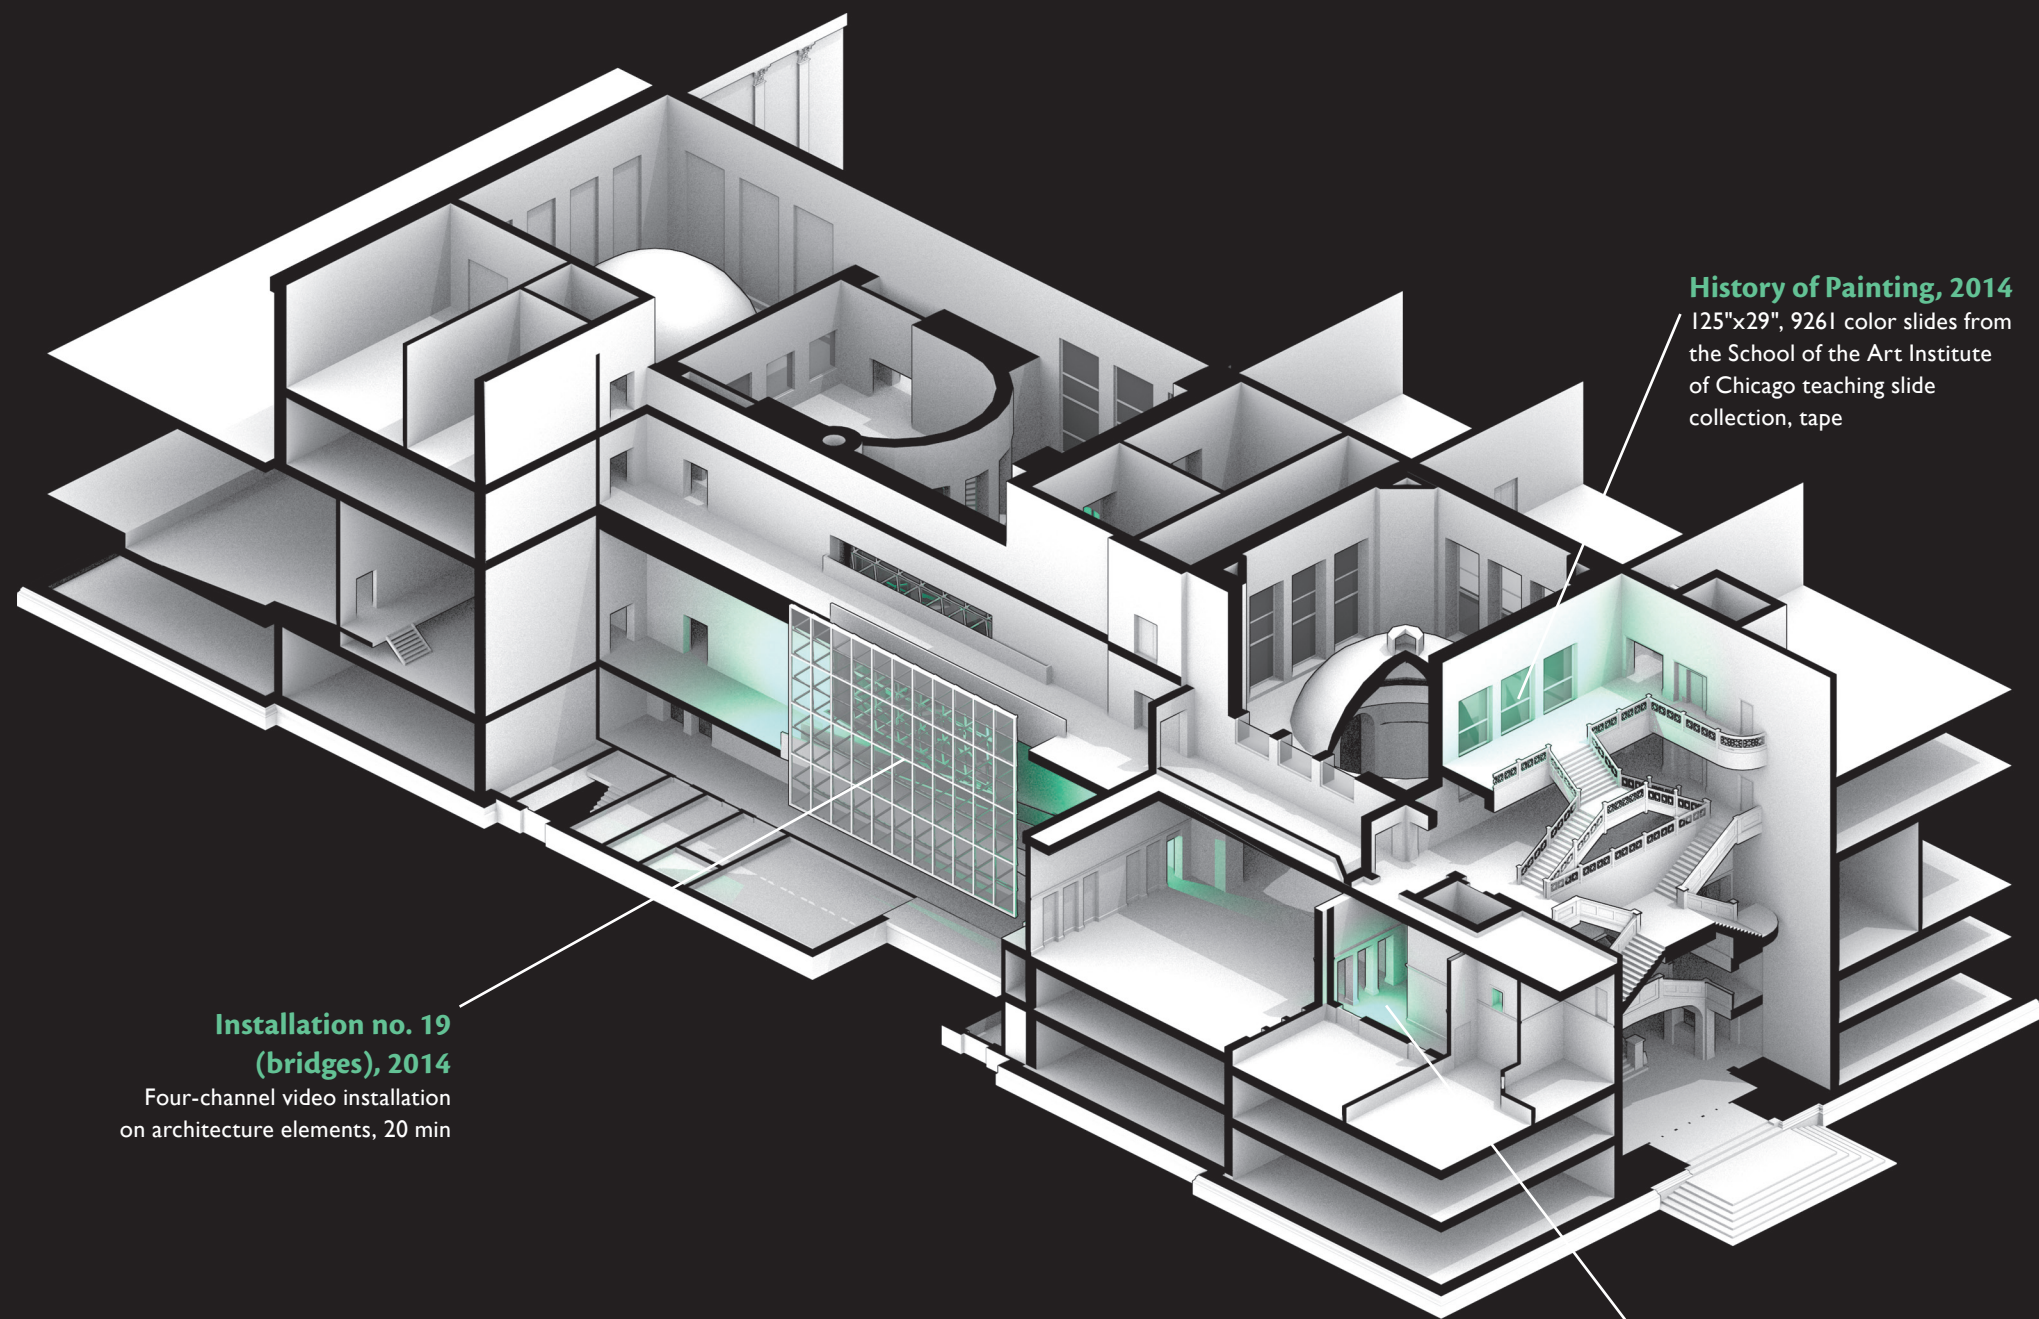 History of Painting, 2014
125"x29", 9261 color slides from
the School of the Art Institute
of Chicago teaching slide
collection, tape
Installation no. 19
(bridges), 2014
Four-channel video installation
on architecture elements, 20 min